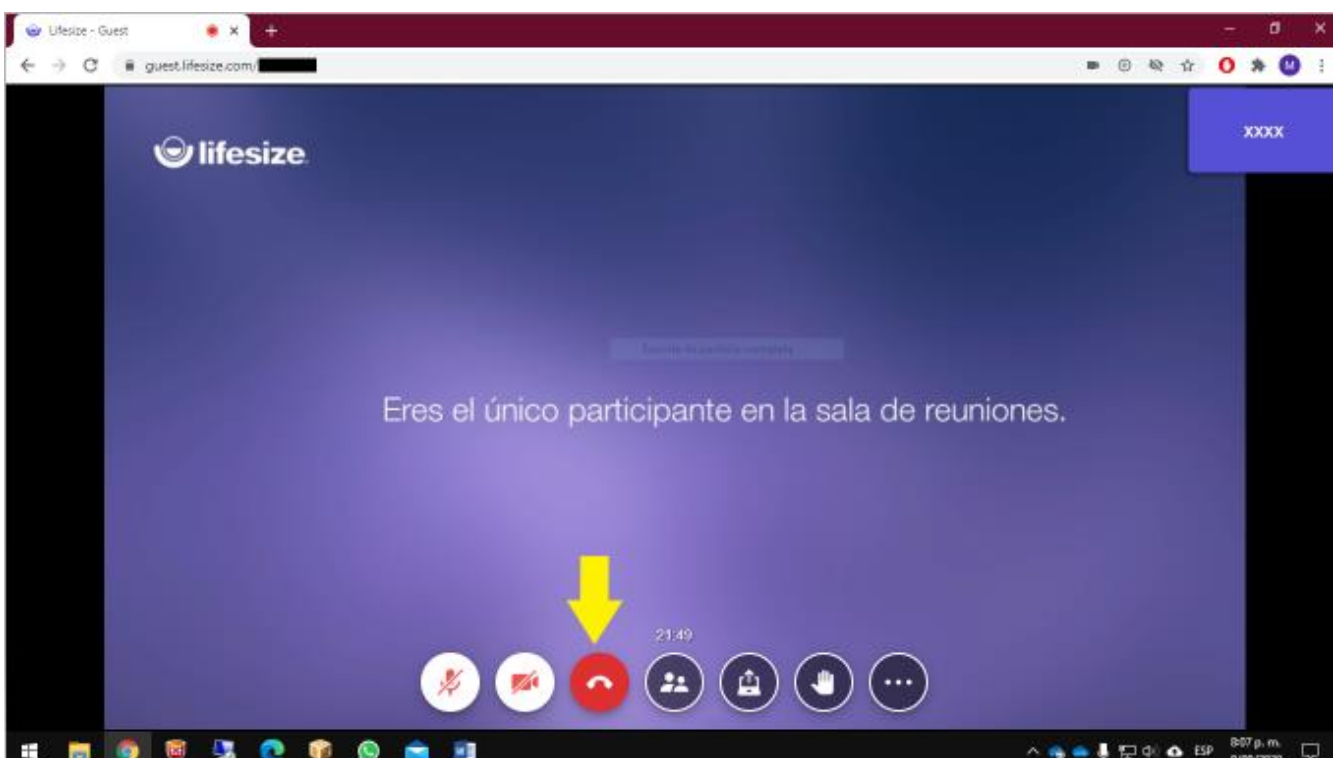 Lifesize - Guest
guest.lifesize.com/
xxxx
lifesize
Eres el único participante en la sala de reuniones.
21:49
M
ESP
8:07 p. m.